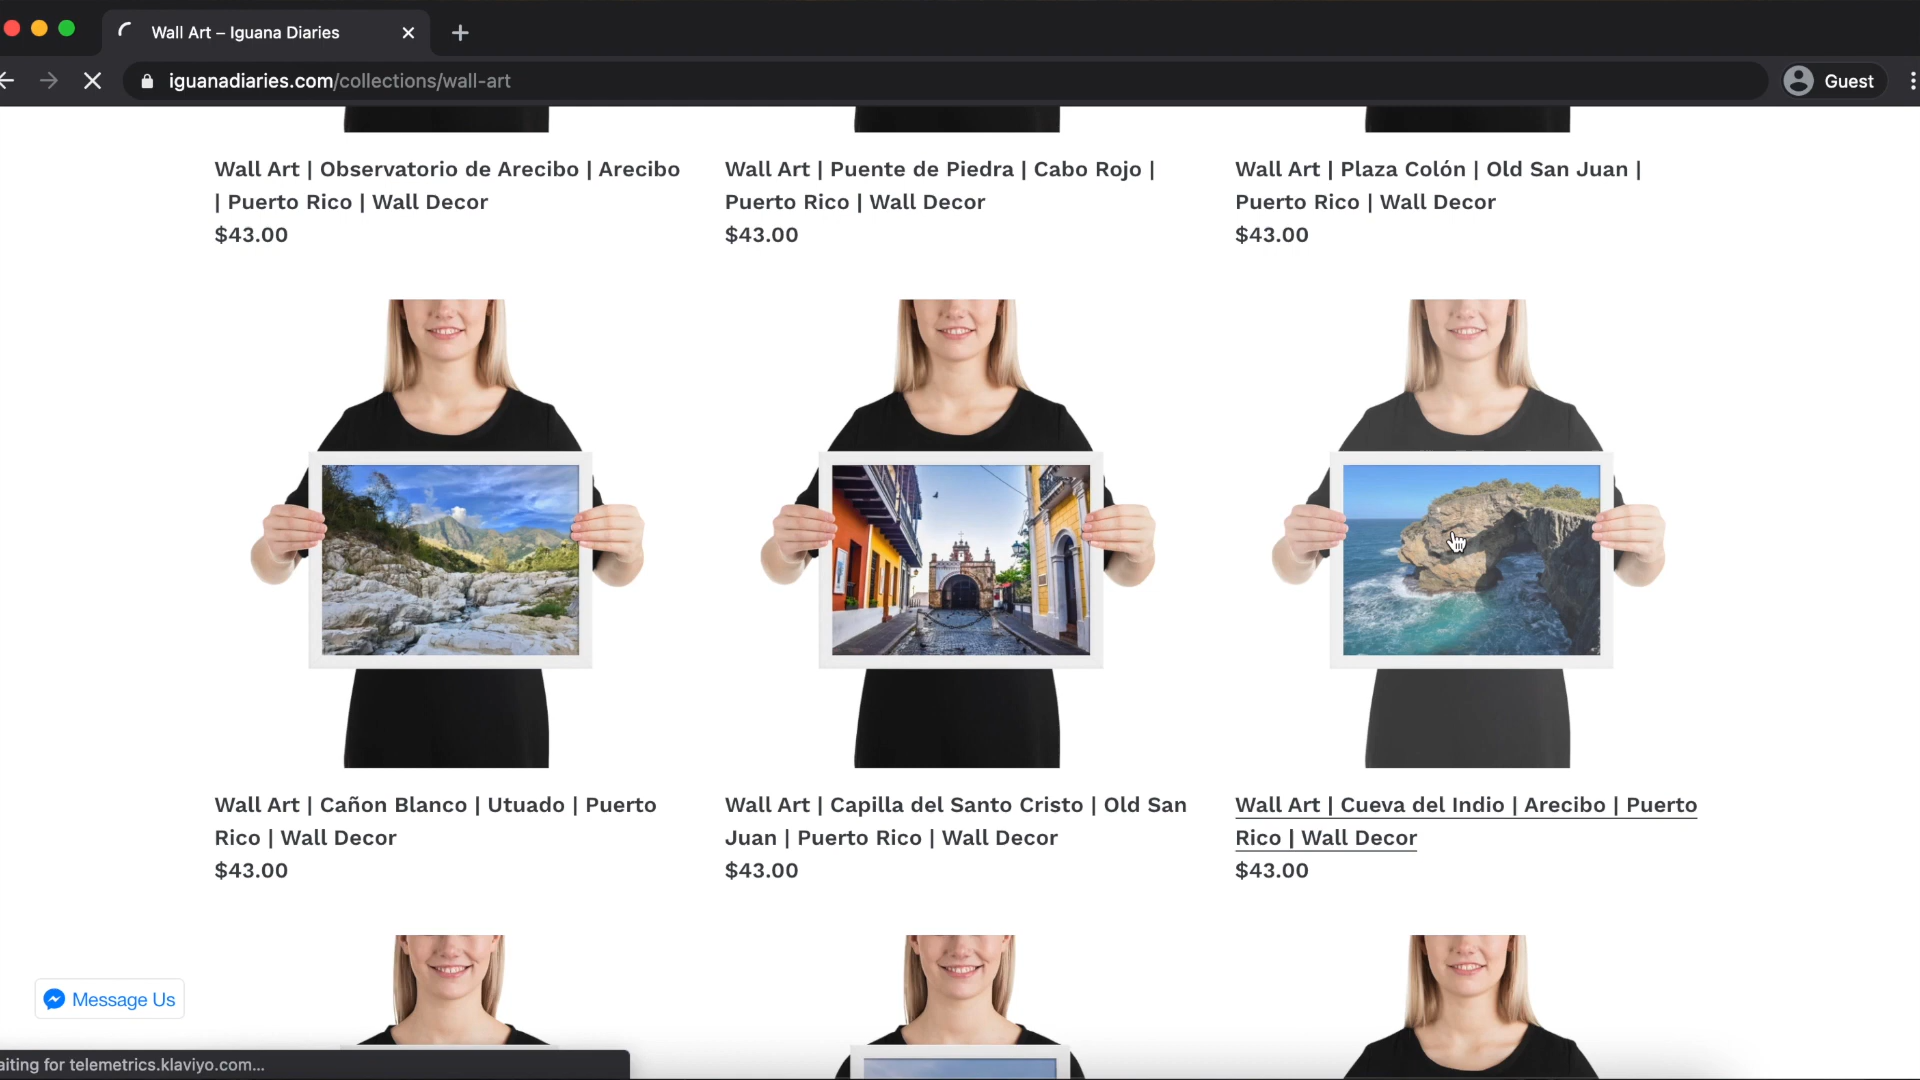 Wall Art – Iguana Diaries
iguanadiaries.com/collections/wall-art
Guest
Wall Art | Observatorio de Arecibo | Arecibo
| Puerto Rico | Wall Decor
$43.00
Wall Art | Puente de Piedra | Cabo Rojo |
Puerto Rico | Wall Decor
$43.00
Wall Art | Plaza Colón | Old San Juan |
Puerto Rico | Wall Decor
$43.00
Wall Art | Cañon Blanco | Utuado | Puerto
Rico | Wall Decor
$43.00
Wall Art | Capilla del Santo Cristo | Old San
Juan | Puerto Rico | Wall Decor
$43.00
Wall Art | Cueva del Indio | Arecibo | Puerto
Rico | Wall Decor
$43.00
Message Us
aiting for telemetrics.klaviyo.com...